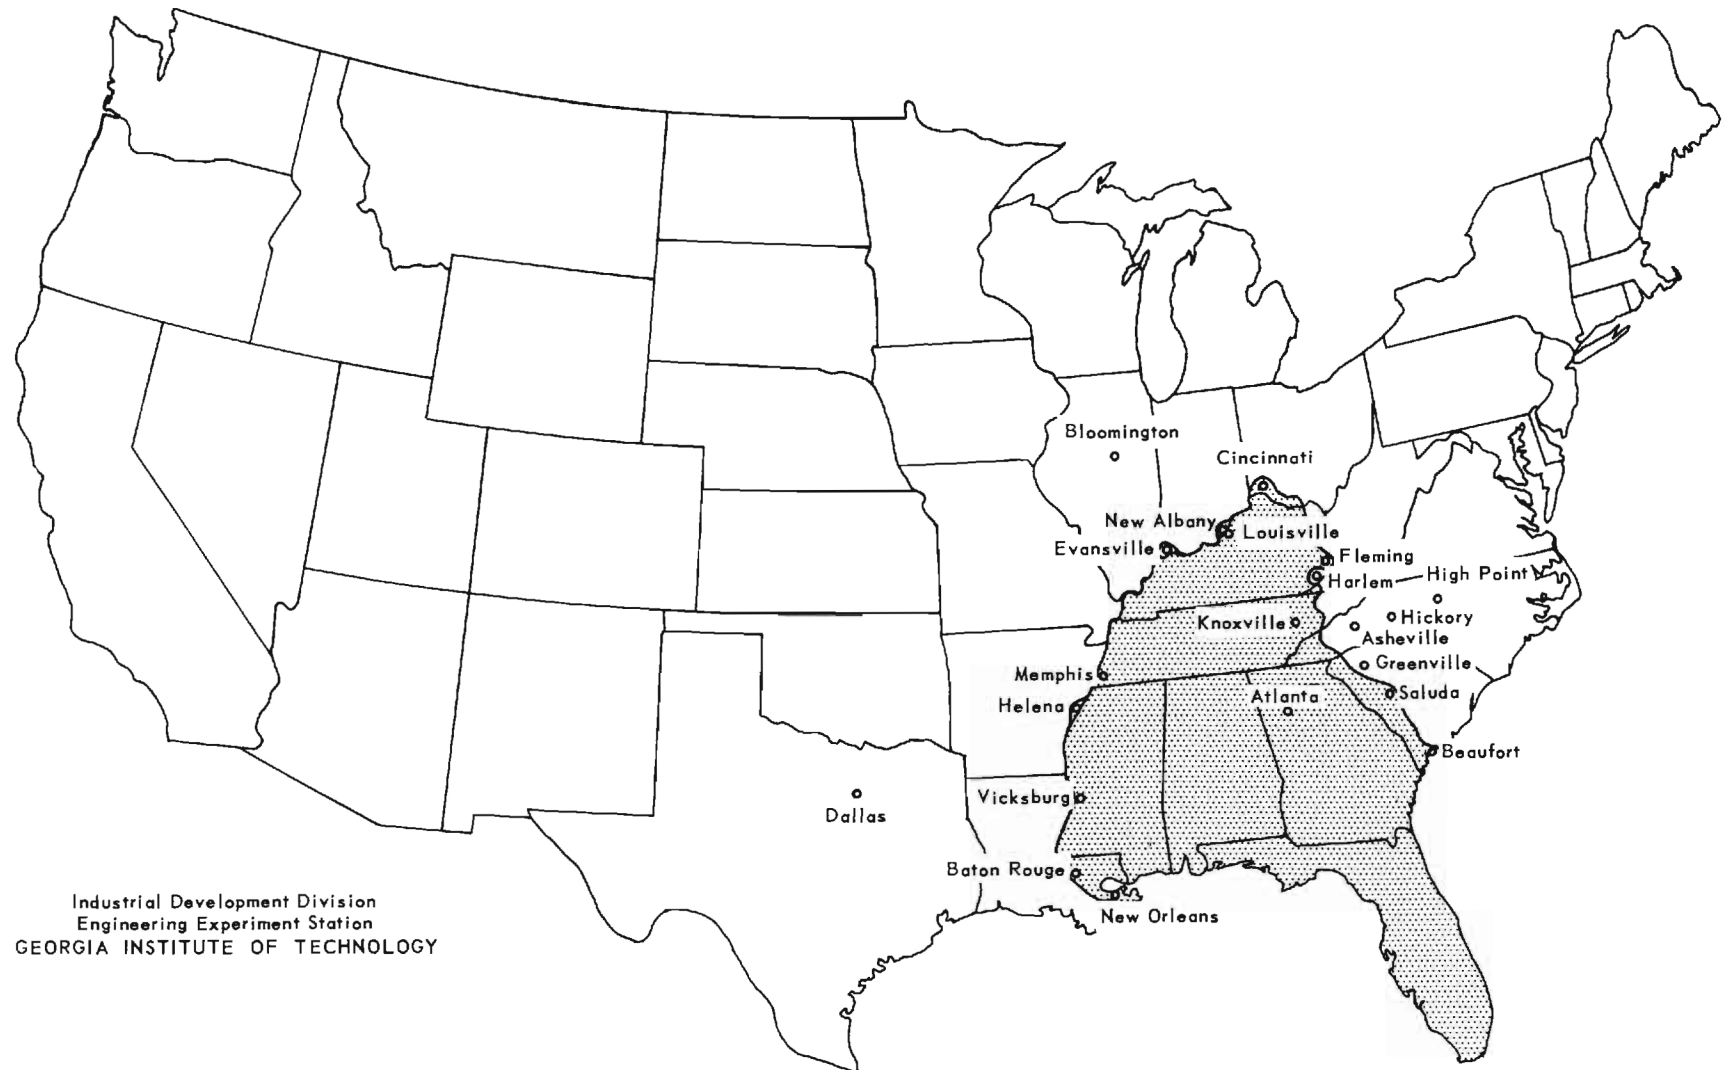 Bloomington
Cincinnati
New Albany
Louisville
Evansville
Fleming
Harlem
High Point
Knoxville
Hickory
Asheville
Greenville
Memphis
Saluda
Helena
Atlanta
Beaufort
Vicksburg
Dallas
Baton Rouge
New Orleans
Industrial Development Division
Engineering Experiment Station
GEORGIA INSTITUTE OF TECHNOLOGY